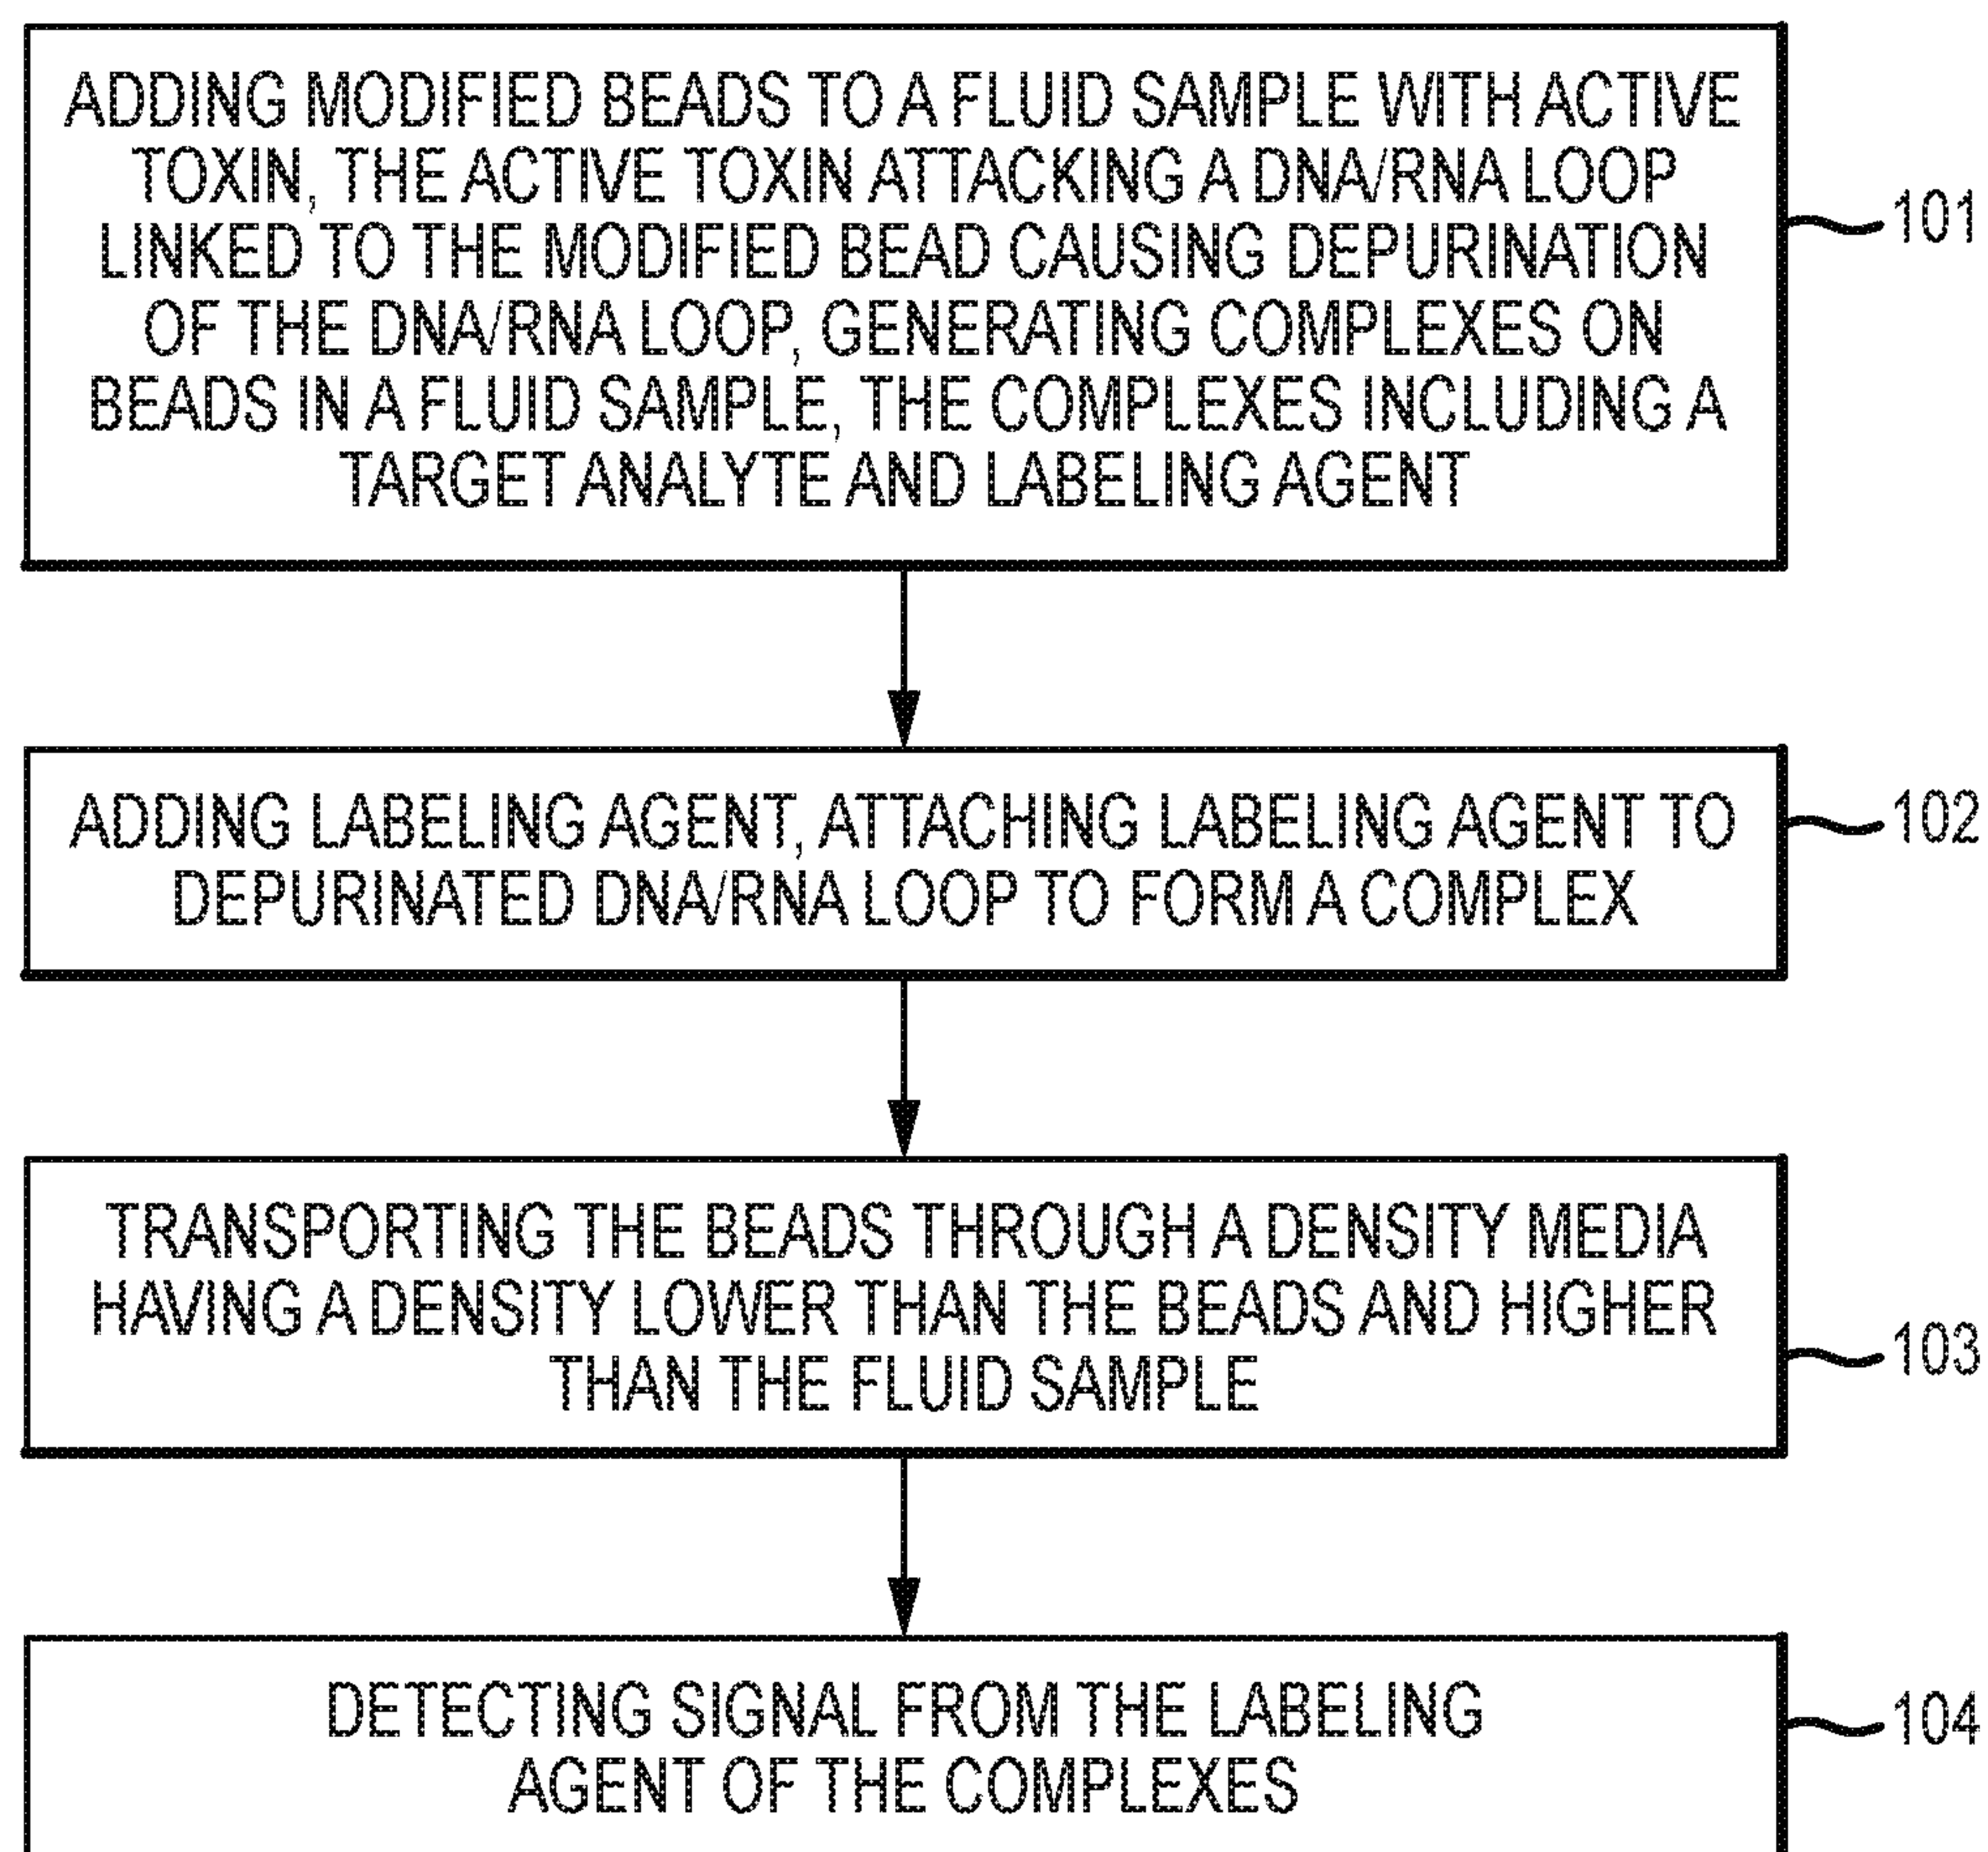 ADDING MODIFIED BEADS TO A FLUID SAMPLE WITH ACTIVE
TOXIN, THE ACTIVE TOXIN ATTACKING A DNA/RNA LOOP
LINKED TO THE MODIFIED BEAD CAUSING DEPURINATION
OF THE DNA/RNA LOOP, GENERATING COMPLEXES ON
BEADS IN A FLUID SAMPLE, THE COMPLEXES INCLUDING A
TARGET ANALYTE AND LABELING AGENT
101
ADDING LABELING AGENT, ATTACHING LABELING AGENT TO
DEPURINATED DNA/RNA LOOP TO FORM A COMPLEX
102
TRANSPORTING THE BEADS THROUGH A DENSITY MEDIA
HAVING A DENSITY LOWER THAN THE BEADS AND HIGHER
THAN THE FLUID SAMPLE
103
DETECTING SIGNAL FROM THE LABELING
AGENT OF THE COMPLEXES
104